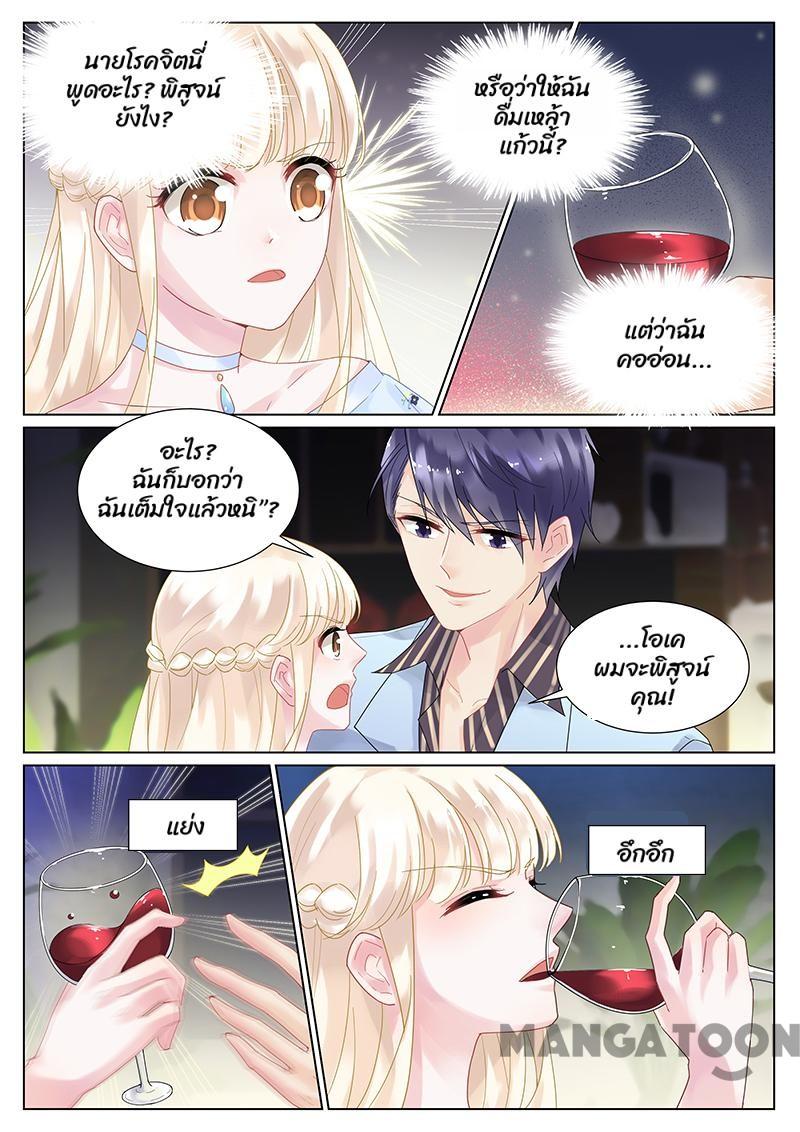 นายโรคจิตนี่
พูดอะไร? พิสูจน์
ยังไง?
หรือว่าให้ฉัน
ดื่มเหล้า
แก้วนี้?
แต่ว่าฉัน
คออ่อน...
อะไร?
ฉันก็บอกว่า
ฉันเต็มใจแล้วหนิ"?
...โอเค
ผมจะพิสูจน์
คุณ!
แย่ง
อึกอึก
MANGATOON